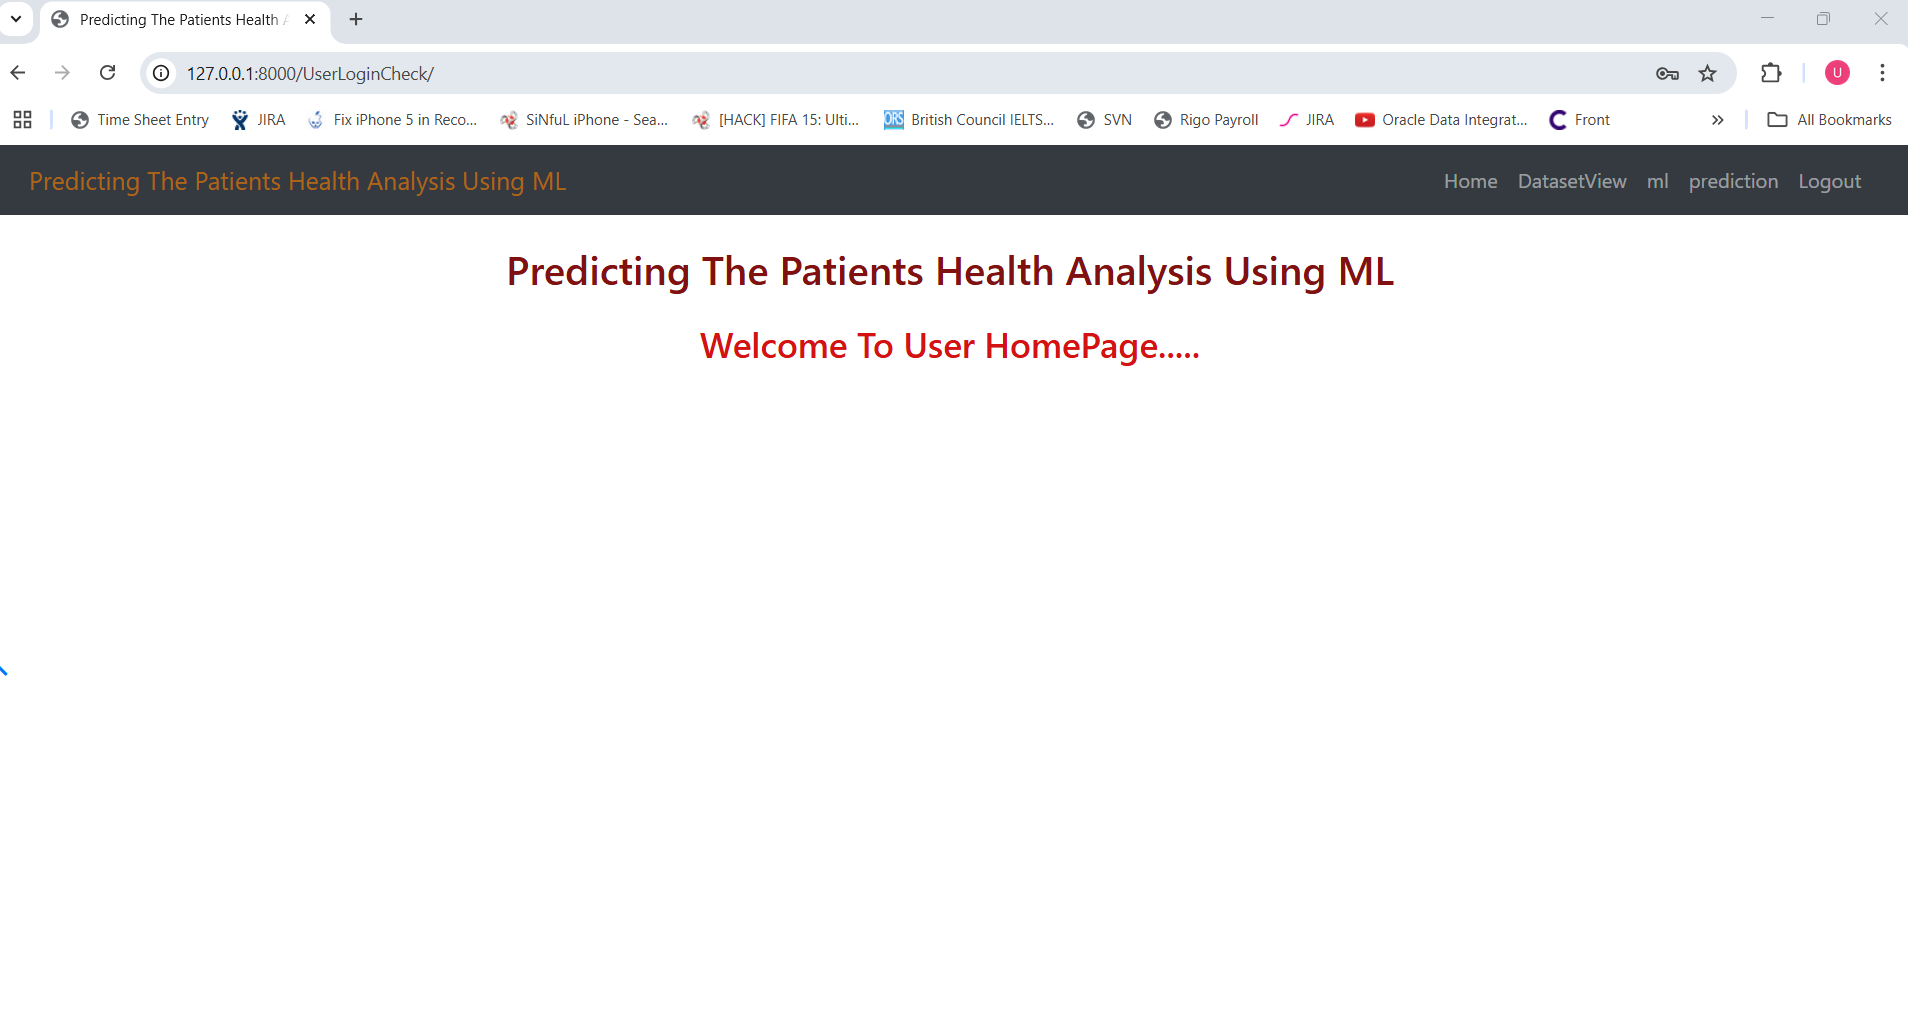 Predicting The Patients Health
127.0.0.1:8000/UserLoginCheck/
U
Time Sheet Entry JIRA Fix iPhone 5 in Reco... SiNfuL iPhone - Sea... [HACK] FIFA 15: Ulti... ORS British Council IELTS... SVN Rigo Payroll JIRA Oracle Data Integrat... Front All Bookmarks
Predicting The Patients Health Analysis Using ML Home DatasetView ml prediction Logout
Predicting The Patients Health Analysis Using ML
Welcome To User HomePage.....